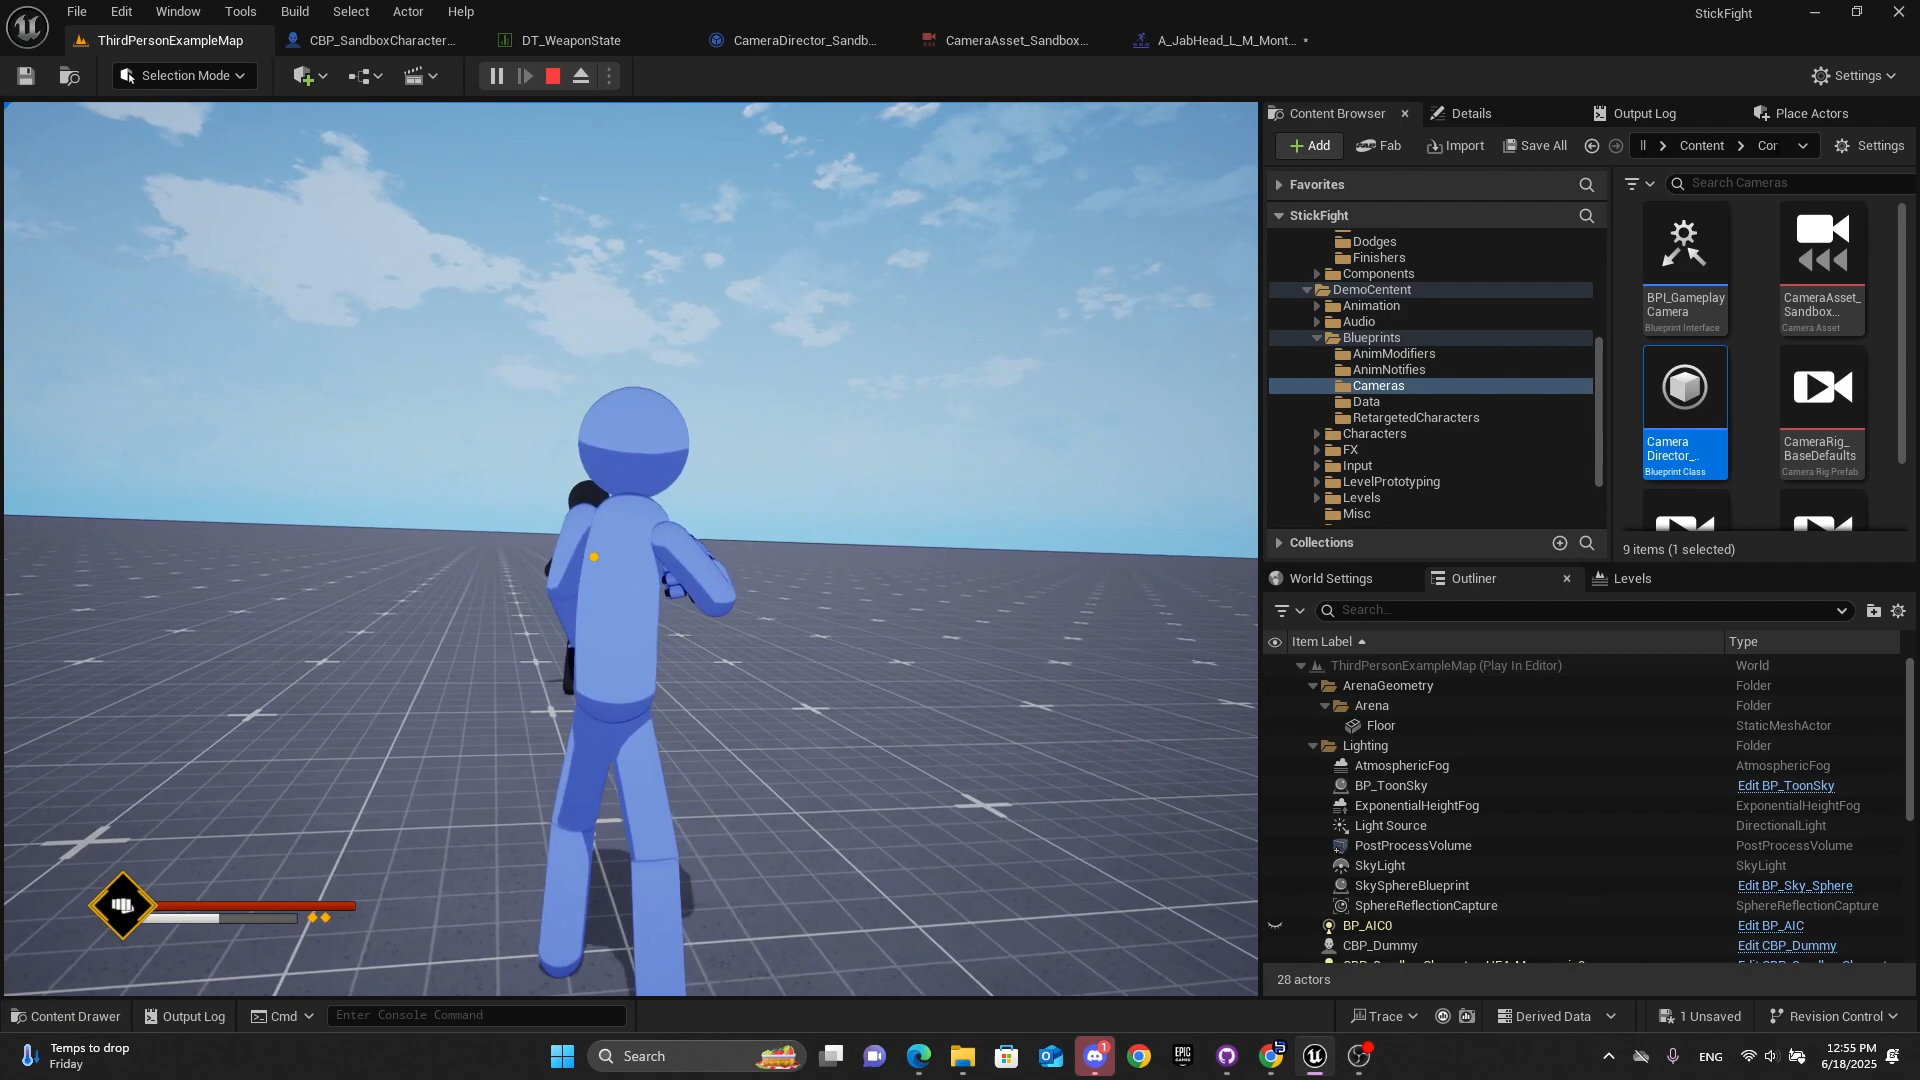 File Edit Window Tools Build Select Actor Help
StickFight
ThirdPersonExampleMap
CBP_SandboxCharacter...
DT_WeaponState
CameraDirector_Sandb...
CameraAsset_Sandbox...
A_JabHead_L_M_Mont... •
Selection Mode
Settings
Content Browser
Details
Output Log
Place Actors
Add
Fab
Import
Save All
ll > Content > Cor
Settings
Favorites
Search Cameras
StickFight
Dodges
Finishers
Components
DemoCentent
Animation
Audio
Blueprints
AnimModifiers
AnimNotifies
Cameras
Data
RetargetedCharacters
Characters
FX
Input
LevelPrototyping
Levels
Misc
BPI_Gameplay
Camera
Blueprint Interface
CameraAsset_
Sandbox...
Camera Asset
Camera
Director_..
Blueprint Class
CameraRig_
BaseDefaults
Camera Rig Prefab
Collections
9 items (1 selected)
World Settings
Outliner
Levels
Search...
Item Label
Type
ThirdPersonExampleMap (Play In Editor) World
ArenaGeometry Folder
Arena Folder
Floor StaticMeshActor
Lighting Folder
AtmosphericFog AtmosphericFog
BP_ToonSky Edit BP_ToonSky
ExponentialHeightFog ExponentialHeightFog
Light Source DirectionalLight
PostProcessVolume PostProcessVolume
SkyLight SkyLight
SkySphereBlueprint Edit BP_Sky_Sphere
SphereReflectionCapture SphereReflectionCapture
BP_AIC0 Edit BP_AIC
CBP_Dummy Edit CBP_Dummy
28 actors
Content Drawer
Output Log
Cmd
Enter Console Command
Trace
Derived Data
1 Unsaved
Revision Control
Temps to drop
Friday
Search
EPIC
GAMES
1
ENG
12:55 PM
6/18/2025